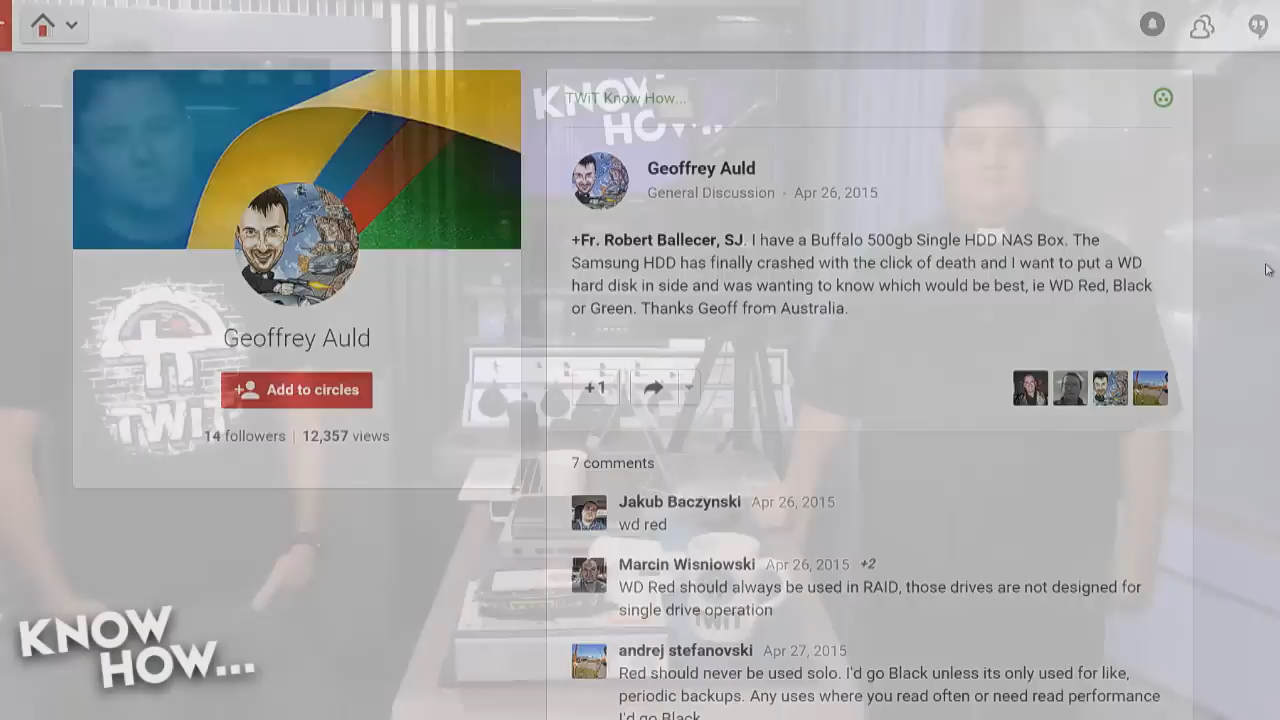 TWiT Know How...
KNOW
HOW...
Geoffrey Auld
General Discussion - Apr 26, 2015
+Fr. Robert Ballecer, SJ. I have a Buffalo 500gb Single HDD NAS Box. The
Samsung HDD has finally crashed with the click of death and I want to put a WD
hard disk in side and was wanting to know which would be best, ie WD Red, Black
or Green. Thanks Geoff from Australia.
Geoffrey Auld
Add to circles
TWiT
14 followers | 12,357 views
+1
7 comments
Jakub Baczynski Apr 26, 2015
wd red
Marcin Wisniowski Apr 26, 2015 +2
WD Red should always be used in RAID, those drives are not designed for
single drive operation
andrej stefanovski Apr 27, 2015
Red should never be used solo. I'd go Black unless its only used for like,
periodic backups. Any uses where you read often or need read performance
I'd go Black
KNOW
HOW...